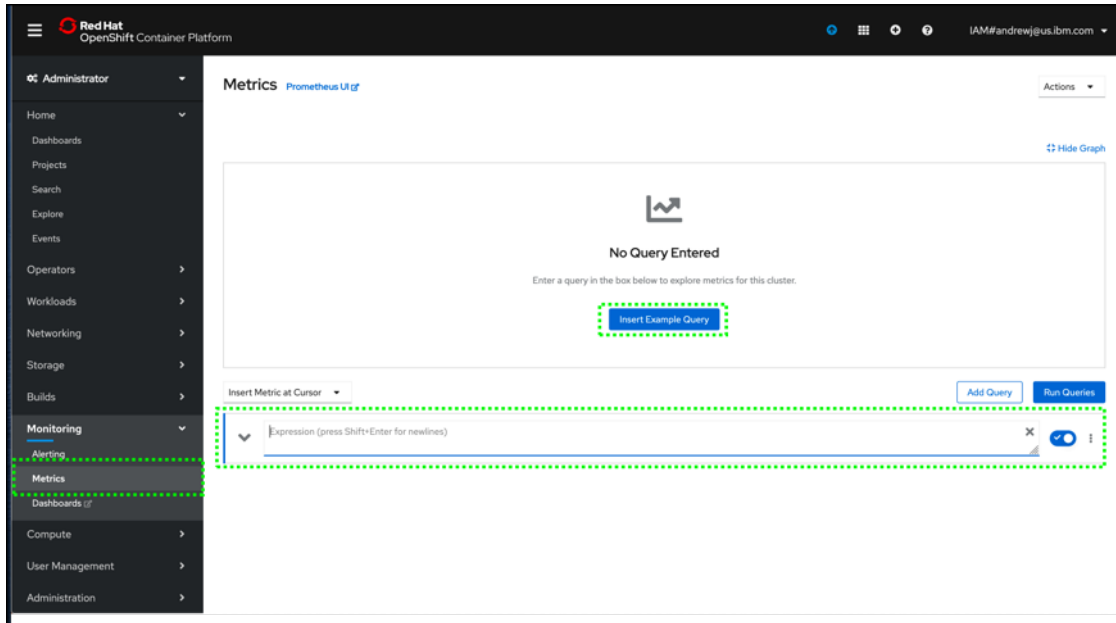 Red Hat
OpenShift Container Platform
IAM#andrewj@us.ibm.com
Administrator
Home
Dashboards
Projects
Search
Explore
Events
Operators
Workloads
Networking
Storage
Builds
Monitoring
Alerting
Metrics
Dashboards
Compute
User Management
Administration
Metrics Prometheus UI
Actions
Hide Graph
No Query Entered
Enter a query in the box below to explore metrics for this cluster.
Insert Example Query
Insert Metric at Cursor
Add Query Run Queries
Expression (press Shift+Enter for newlines)